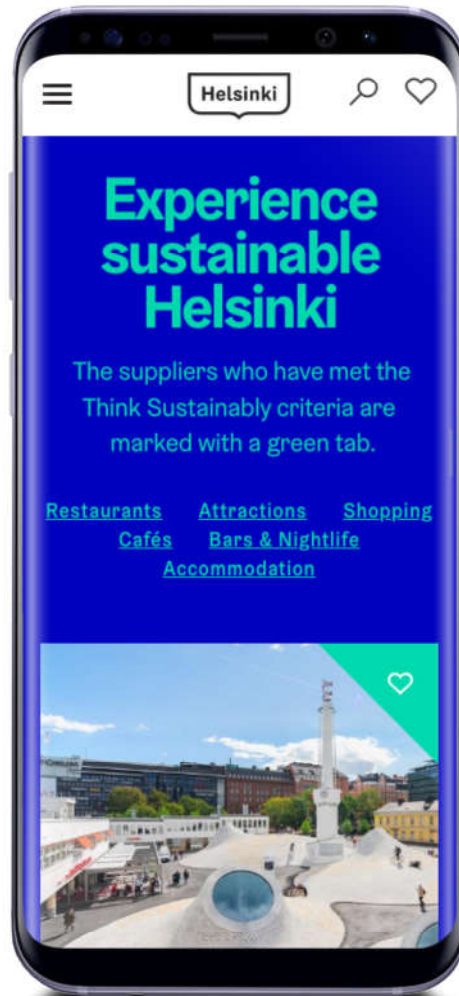 Helsinki
Experience
sustainable
Helsinki
The suppliers who have met the
Think Sustainably criteria are
marked with a green tab.
Restaurants Attractions Shopping
Cafés Bars & Nightlife
Accommodation